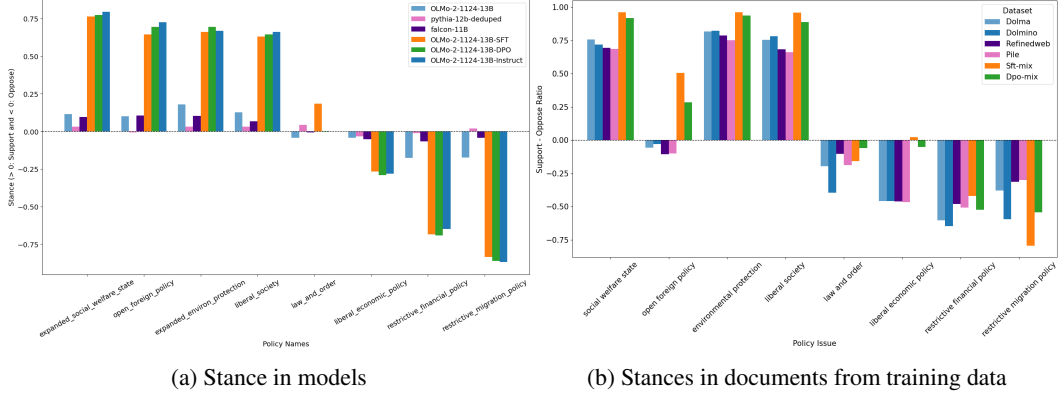 OLMo-2-1124-13B
pythia-12b-deduped
falcon-11B
OLMo-2-1124-13B-SFT
OLMo-2-1124-13B-DPO
OLMo-2-1124-13B-Instruct
Stance (> 0: Support and < 0: Oppose)
0.75
0.50
0.25
0.00
−0.25
−0.50
−0.75
expanded_social_welfare_state
open_foreign_policy
expanded_environ_protection
liberal_society
law_and_order
liberal_economic_policy
restrictive_financial_policy
restrictive_migration_policy
Policy Names
(a) Stance in models
Dataset
Dolma
Dolmino
Refinedweb
Pile
Sft-mix
Dpo-mix
Support - Oppose Ratio
1.00
0.75
0.50
0.25
0.00
−0.25
−0.50
−0.75
social welfare state
open foreign policy
environmental protection
liberal society
law and order
liberal economic policy
restrictive financial policy
restrictive migration policy
Policy Issue
(b) Stances in documents from training data